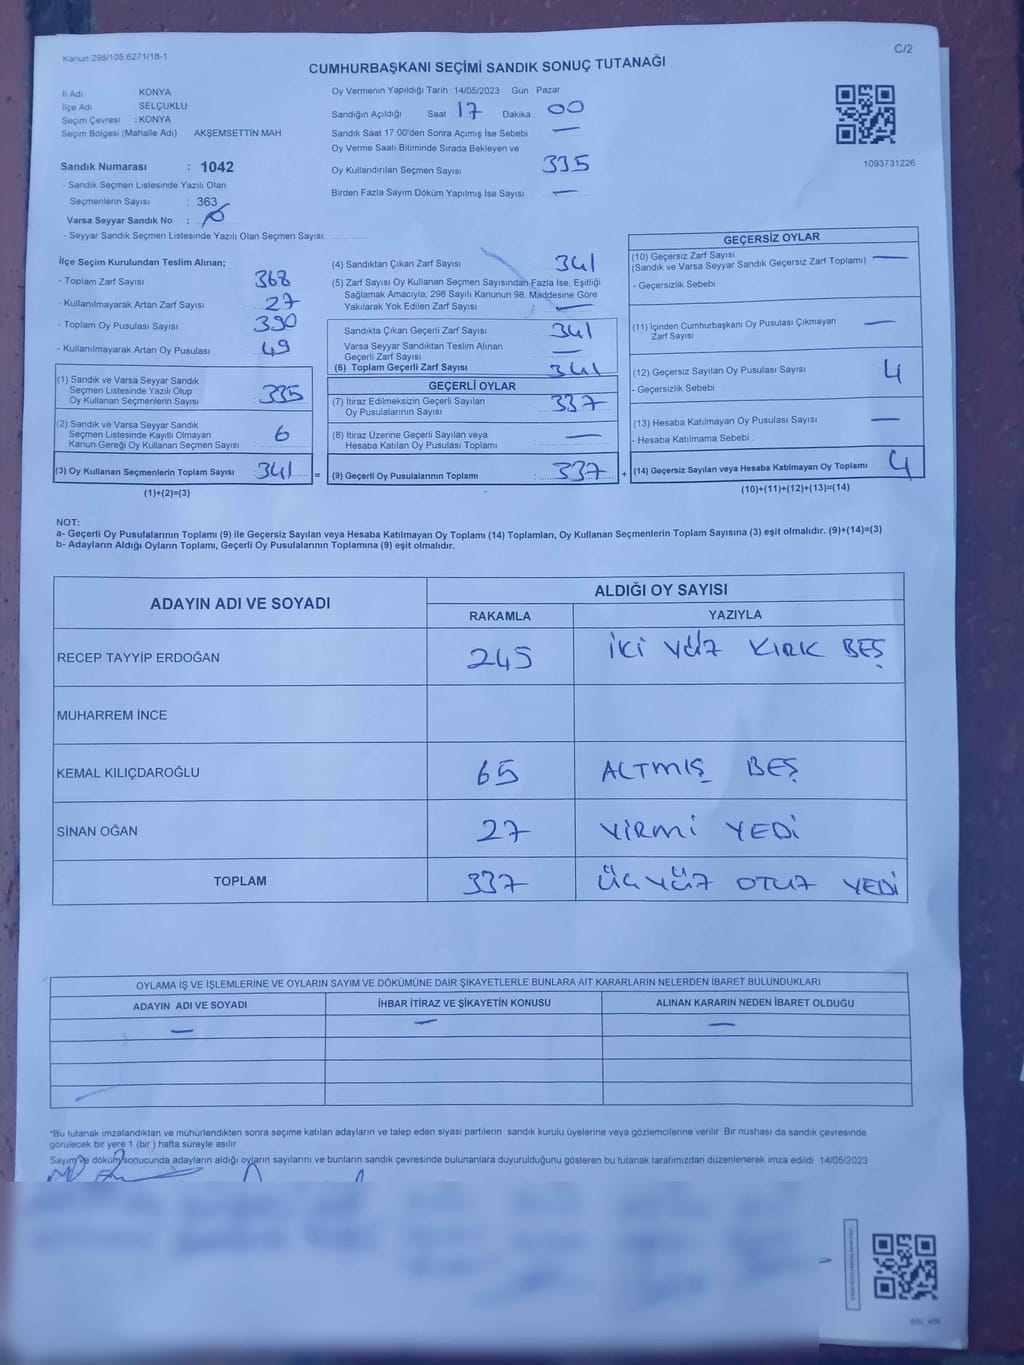 Kanun 298/105,6271/18-1
C/2
CUMHURBAŞKANI SEÇİMİ SANDIK SONUÇ TUTANAĞI
İl Adı KONYA
İlçe Adı SELÇUKLU
Seçim Çevresi : KONYA
Seçim Bölgesi (Mahalle Adı) AKŞEMSETTİN MAH
Sandık Numarası : 1042
- Sandık Seçmen Listesinde Yazılı Olan
Seçmenlerin Sayısı : 363
Varsa Seyyar Sandık No :
- Seyyar Sandık Seçmen Listesinde Yazılı Olan Seçmen Sayısı:
Oy Vermenin Yapıldığı Tarih 14/05/2023 Gün Pazar
Sandığın Açıldığı Saat 17 Dakika 00
Sandık Saat 17 00'den Sonra Açımış İse Sebebi —
Oy Verme Saati Bitiminde Sırada Bekleyen ve
Oy Kullandırılan Seçmen Sayısı 335
Birden Fazla Sayım Döküm Yapılmış İse Sayısı —
1093731226
İlçe Seçim Kurulundan Teslim Alınan;
- Toplam Zarf Sayısı : 368
- Kullanılmayarak Artan Zarf Sayısı : 27
- Toplam Oy Pusulası Sayısı : 390
- Kullanılmayarak Artan Oy Pusulası : 49
(1) Sandık ve Varsa Seyyar Sandık
Seçmen Listesinde Yazılı Olup
Oy Kullanan Seçmenlerin Sayısı : 335
(2) Sandık ve Varsa Seyyar Sandık
Seçmen Listesinde Kayıtlı Olmayan
Kanun Gereği Oy Kullanan Seçmen Sayısı : 6
(3) Oy Kullanan Seçmenlerin Toplam Sayısı : 341 =
(1)+(2)=(3)
(4) Sandıktan Çıkan Zarf Sayısı 341
(5) Zarf Sayısı Oy Kullanan Seçmen Sayısından Fazla İse, Eşitliği
Sağlamak Amacıyla; 298 Sayılı Kanunun 98. Maddesine Göre
Yakılarak Yok Edilen Zarf Sayısı : —
Sandıkta Çıkan Geçerli Zarf Sayısı 341
Varsa Seyyar Sandıktan Teslim Alınan
Geçerli Zarf Sayısı —
(6) Toplam Geçerli Zarf Sayısı 341
GEÇERLİ OYLAR
(7) İtiraz Edilmeksizin Geçerli Sayılan
Oy Pusulalarının Sayısı : 337
(8) İtiraz Üzerine Geçerli Sayılan veya
Hesaba Katılan Oy Pusulaları Toplamı : —
(9) Geçerli Oy Pusulalarının Toplamı : 337 +
GEÇERSİZ OYLAR
(10) Geçersiz Zarf Sayısı —
(Sandık ve Varsa Seyyar Sandık Geçersiz Zarf Toplamı)
- Geçersizlik Sebebi
(11) İçinden Cumhurbaşkanı Oy Pusulası Çıkmayan —
Zarf Sayısı
(12) Geçersiz Sayılan Oy Pusulası Sayısı 4
- Geçersizlik Sebebi
(13) Hesaba Katılmayan Oy Pusulası Sayısı —
- Hesaba Katılmama Sebebi :
(14) Geçersiz Sayılan veya Hesaba Katılmayan Oy Toplamı 4
(10)+(11)+(12)+(13)=(14)
NOT:
a- Geçerli Oy Pusulalarının Toplamı (9) ile Geçersiz Sayılan veya Hesaba Katılmayan Oy Toplamı (14) Toplamları, Oy Kullanan Seçmenlerin Toplam Sayısına (3) eşit olmalıdır. (9)+(14)=(3)
b- Adayların Aldığı Oyların Toplamı, Geçerli Oy Pusulalarının Toplamına (9) eşit olmalıdır.
ADAYIN ADI VE SOYADI ALDIĞI OY SAYISI
RAKAMLA YAZIYLA
RECEP TAYYİP ERDOĞAN 245 İKİ YÜZ KIRK BEŞ
MUHARREM İNCE
KEMAL KILIÇDAROĞLU 65 ALTMIŞ BEŞ
SİNAN OĞAN 27 YİRMİ YEDİ
TOPLAM 337 ÜÇ YÜZ OTUZ YEDİ
OYLAMA İŞ VE İŞLEMLERİNE VE OYLARIN SAYIM VE DÖKÜMÜNE DAİR ŞİKAYETLERLE BUNLARA AİT KARARLARIN NELERDEN İBARET BULUNDUKLARI
ADAYIN ADI VE SOYADI İHBAR İTİRAZ VE ŞİKAYETİN KONUSU ALINAN KARARIN NEDEN İBARET OLDUĞU
— — —
*Bu tutanak imzalandıktan ve mühürlendikten sonra seçime katılan adayların ve talep eden siyasi partilerin sandık kurulu üyelerine veya gözlemcilerine verilir Bir nüshası da sandık çevresinde
görülecek bir yere 1 (bir ) hafta süreyle asılır
Sayım ve döküm sonucunda adayların aldığı oyların sayılarını ve bunların sandık çevresinde bulunanlara duyurulduğunu gösteren bu tutanak tarafımızdan düzenlenerek imza edildi 14/05/2023